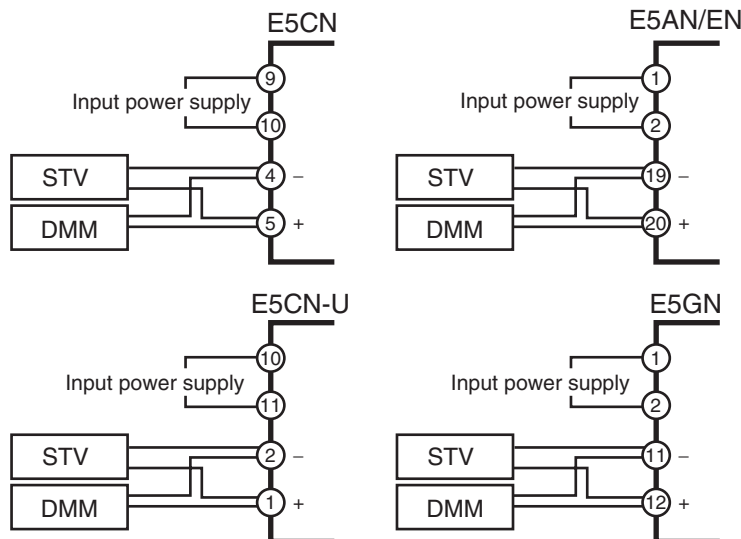 E5CN
9
Input power supply
10
STV
4 –
DMM
5 +
E5AN/EN
1
Input power supply
2
STV
19 –
DMM
20 +
E5CN-U
10
Input power supply
11
STV
2 –
DMM
1 +
E5GN
1
Input power supply
2
STV
11 –
DMM
12 +